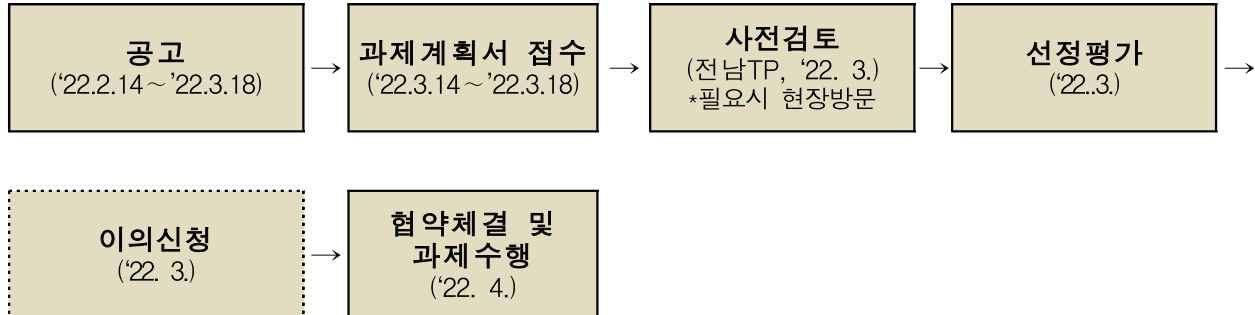 공고
(‘22.2.14～’22.3.18)
과제계획서 접수
(‘22.3.14～’22.3.18)
사전검토
(전남TP, ‘22. 3.)
*필요시 현장방문
선정평가
(‘22..3.)
이의신청
(‘22. 3.)
협약체결 및
과제수행
(‘22. 4.)